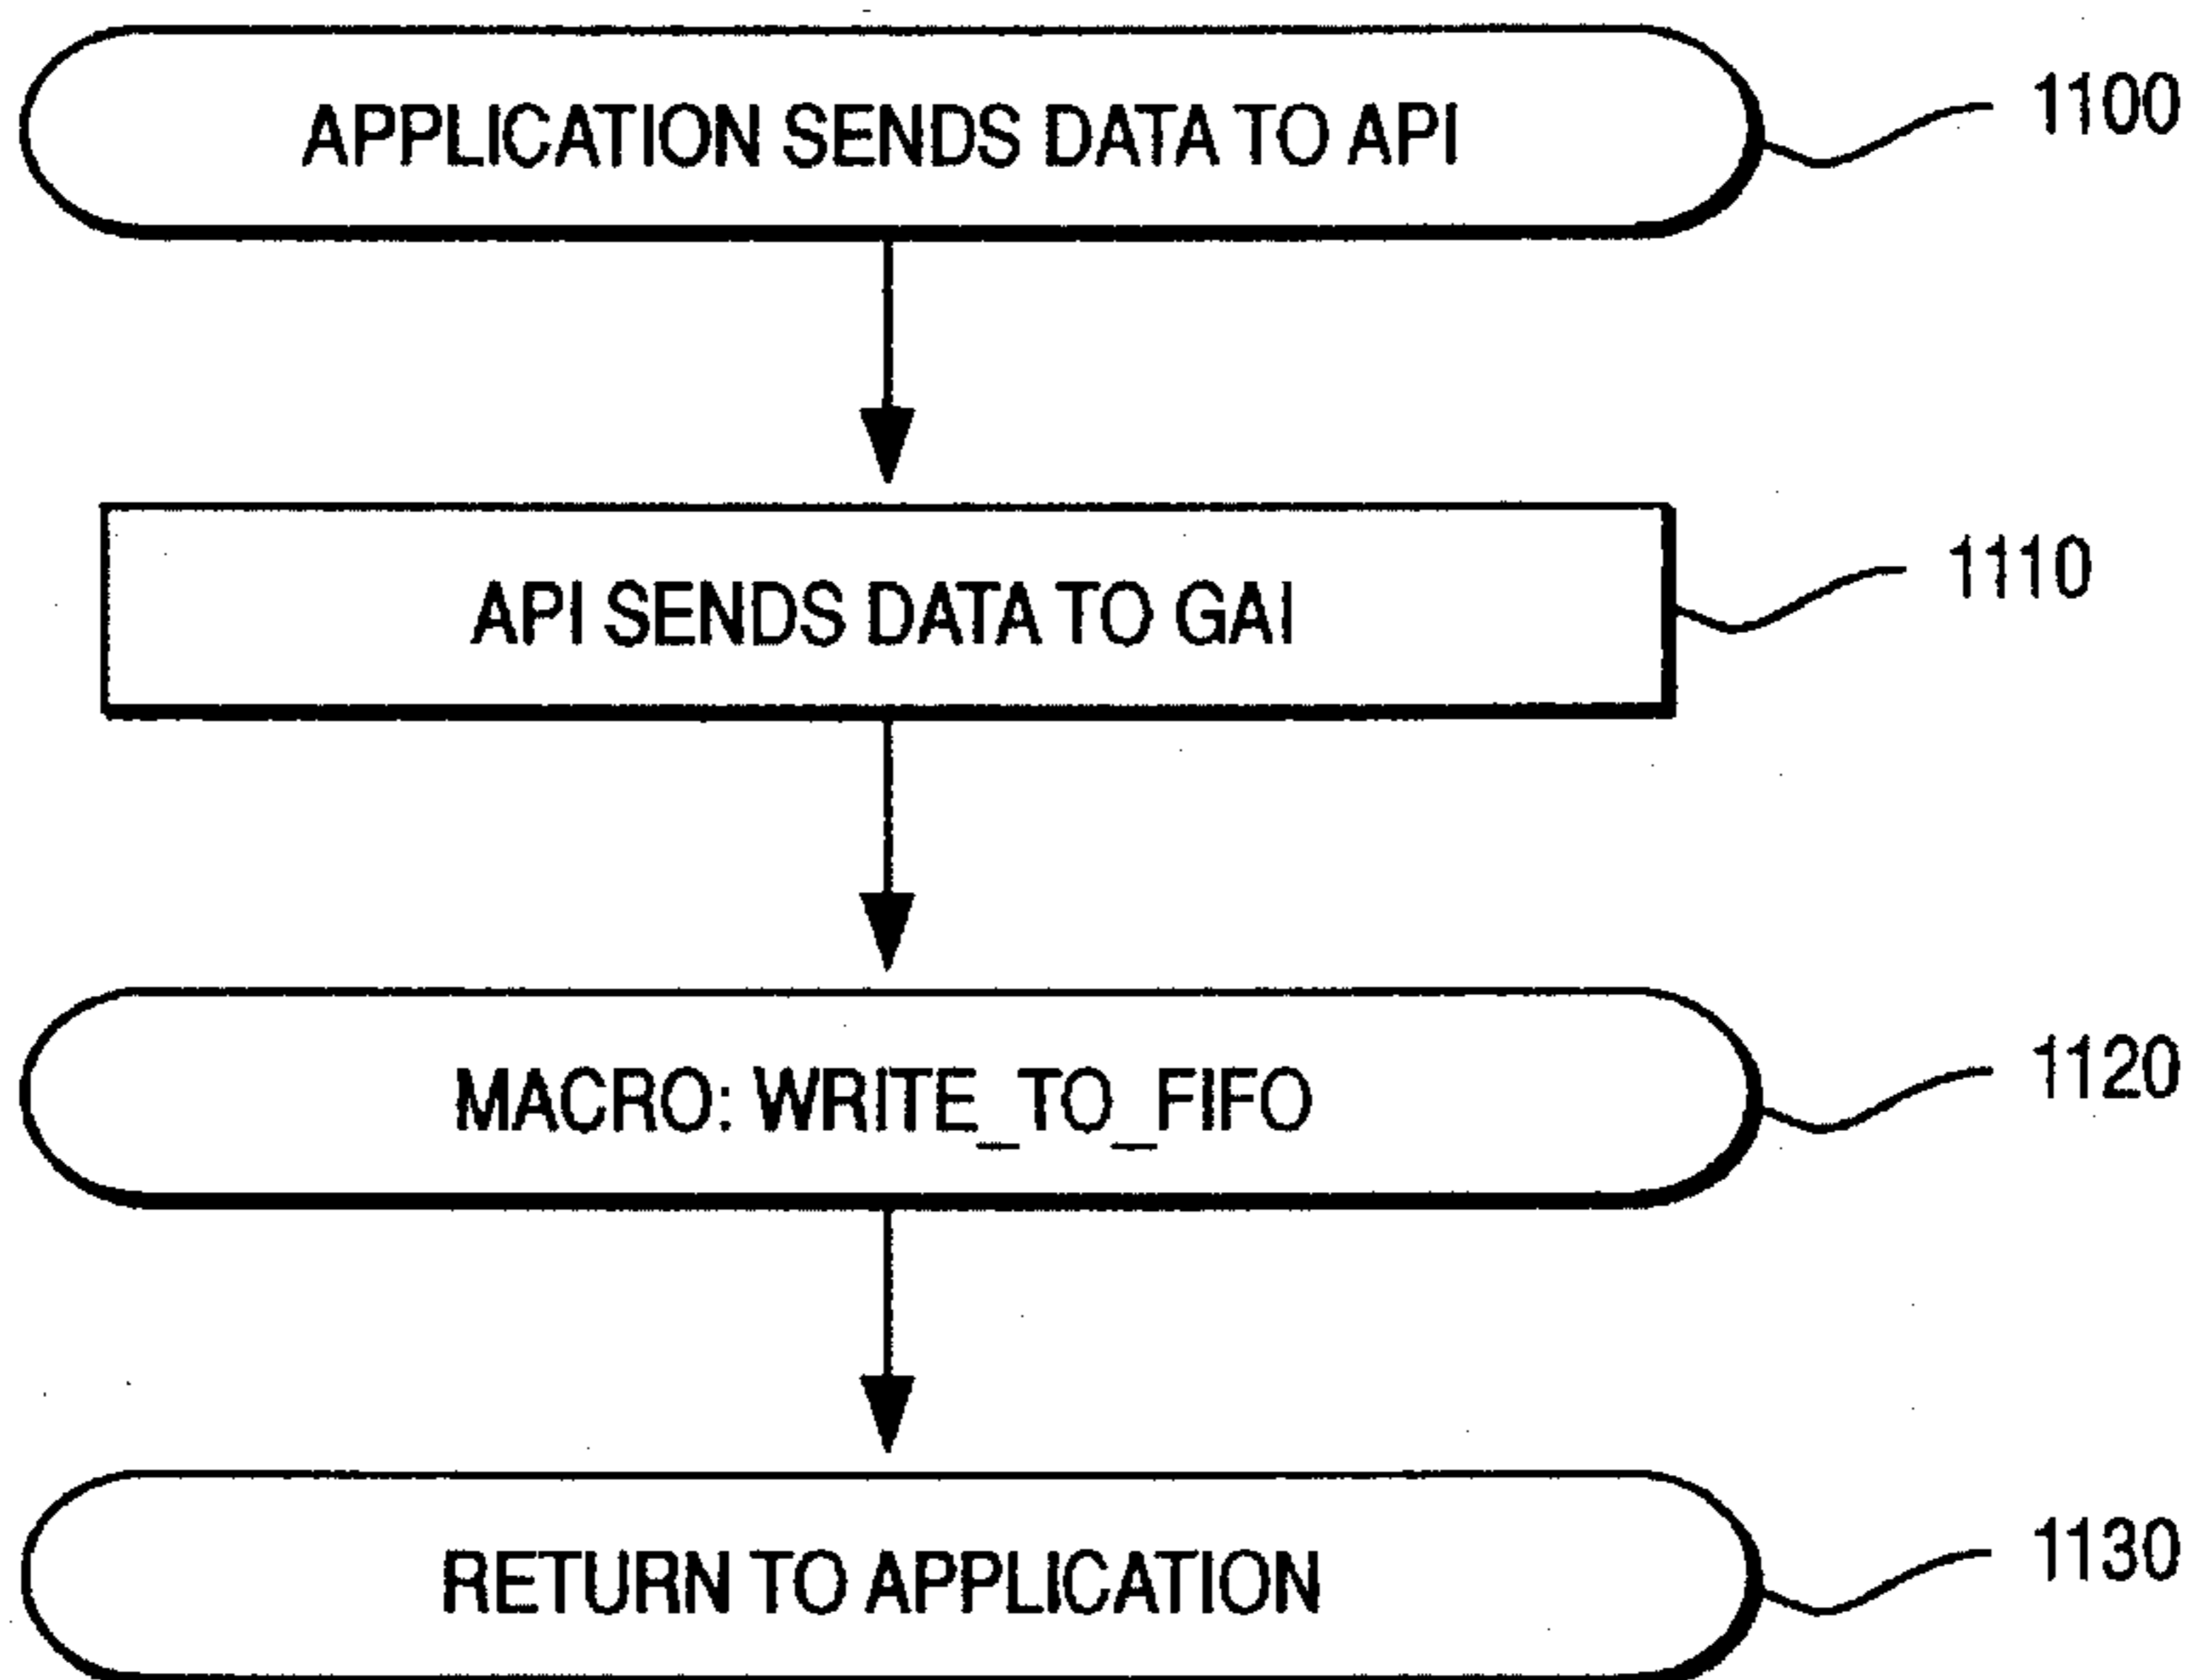 APPLICATION SENDS DATA TO API
1100
API SENDS DATA TO GAI
1110
MACRO: WRITE_TO_FIFO
1120
RETURN TO APPLICATION
1130